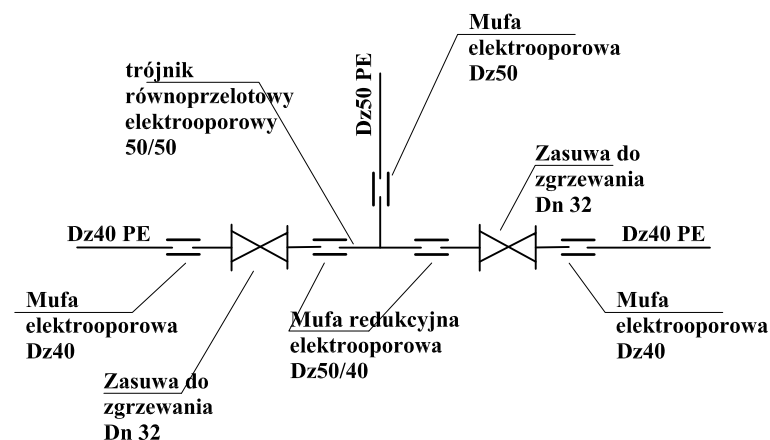 Mufa
elektrooporowa
Dz50
trójnik
równoprzelotowy
elektrooporowy
50/50
Dz50 PE
Zasuwa do
zgrzewania
Dn 32
Dz40 PE
Dz40 PE
Mufa
elektrooporowa
Dz40
Mufa redukcyjna
elektrooporowa
Dz50/40
Mufa
elektrooporowa
Dz40
Zasuwa do
zgrzewania
Dn 32